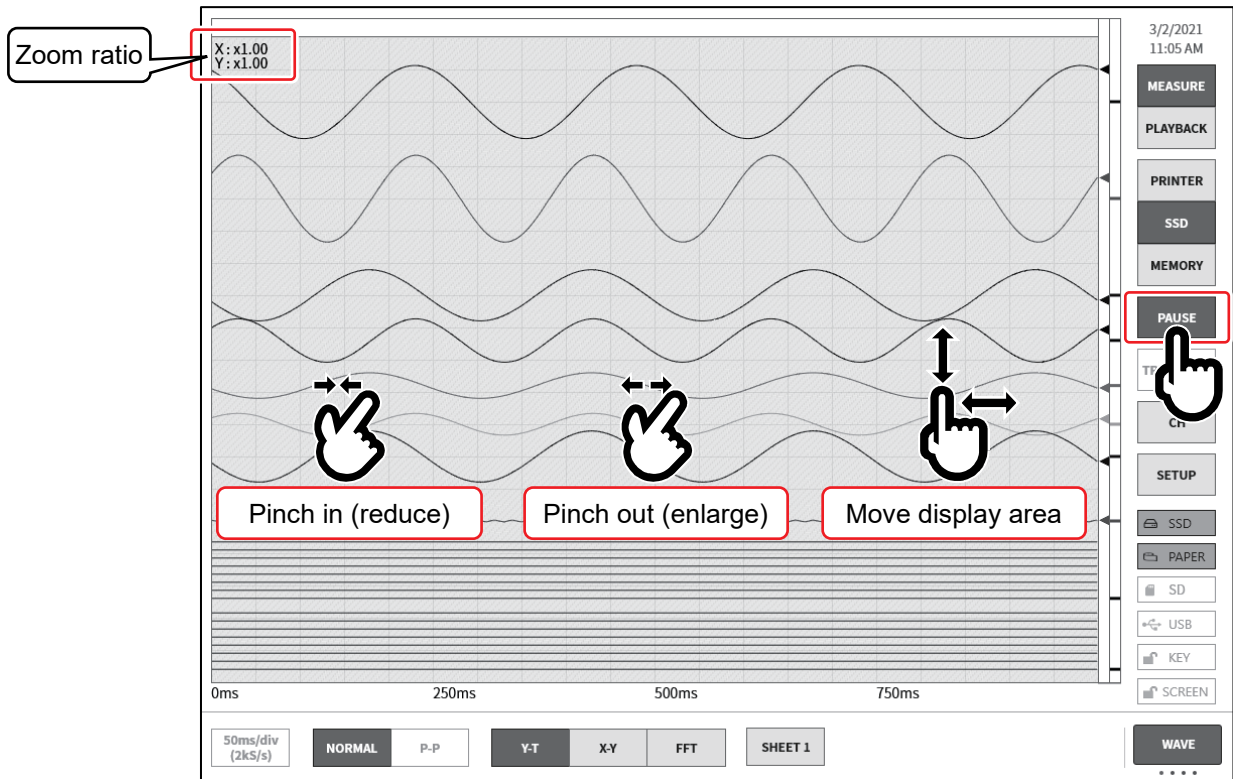 Zoom ratio
X:x1.00
Y:x1.00
3/2/2021
11:05 AM
MEASURE
PLAYBACK
PRINTER
SSD
MEMORY
PAUSE
CH
SETUP
SSD
PAPER
SD
USB
KEY
SCREEN
Pinch in (reduce)
Pinch out (enlarge)
Move display area
0ms
250ms
500ms
750ms
50ms/div
(2kS/s)
NORMAL
P-P
Y-T
X-Y
FFT
SHEET 1
WAVE